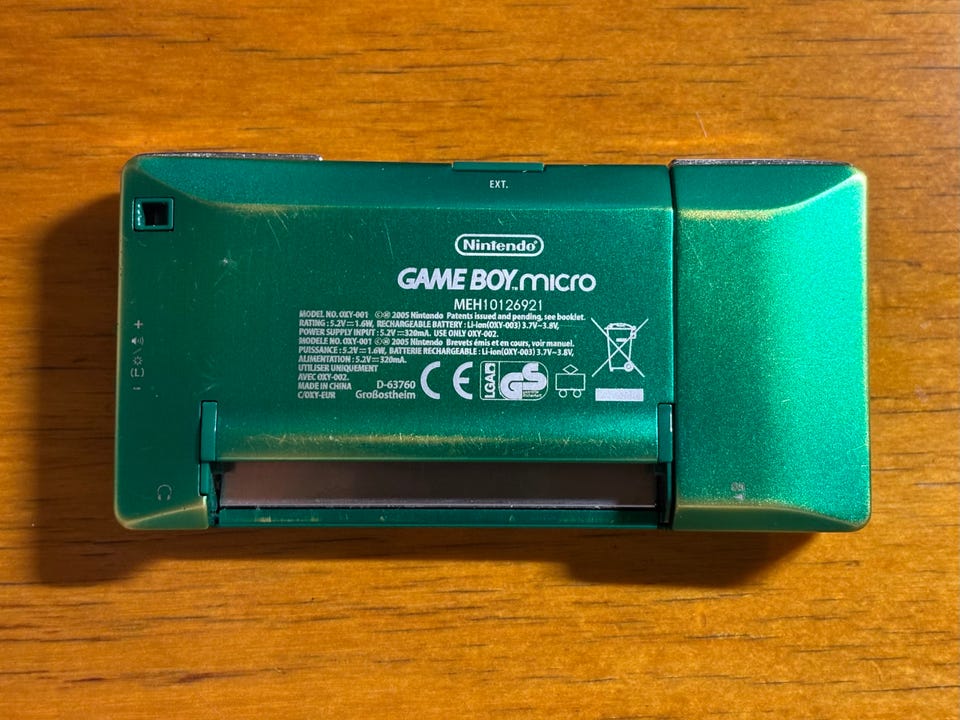 EXT.
Nintendo®
GAME BOY™ micro
MEH10126921
MODEL NO. OXY-001 ©Ⓜ 2005 Nintendo Patents issued and pending, see booklet.
RATING : 5.2V⎓1.6W, RECHARGEABLE BATTERY : Li-ion(OXY-003) 3.7V⎓3.8V,
POWER SUPPLY INPUT : 5.2V⎓320mA. USE ONLY OXY-002.
MODELE NO. OXY-001 ©Ⓜ 2005 Nintendo Brevets émis et en cours, voir manuel.
PUISSANCE : 5.2V⎓1.6W, BATTERIE RECHARGEABLE : Li-ion(OXY-003) 3.7V⎓3.8V,
ALIMENTATION : 5.2V⎓320mA.
UTILISER UNIQUEMENT
AVEC OXY-002.
MADE IN CHINA
C/OXY-EUR
D-63760
Großostheim
CE
LGA
GS
+
(L)